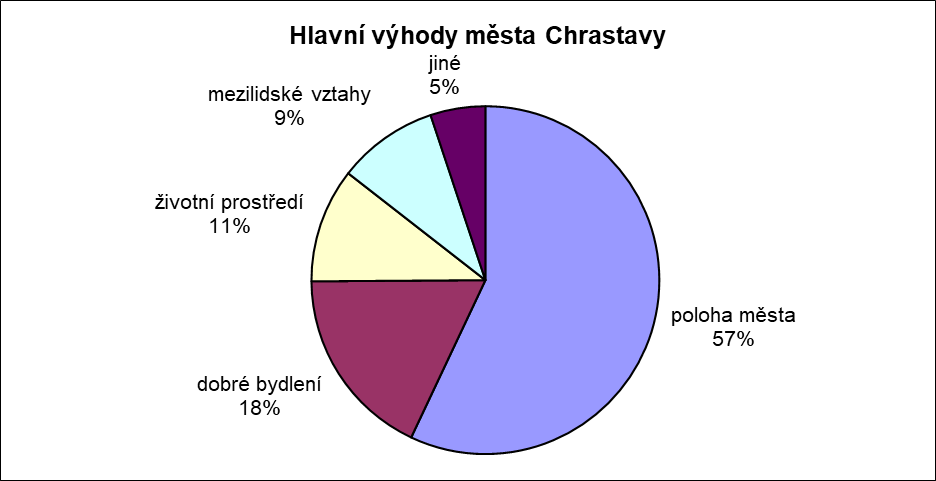 Hlavní výhody města Chrastavy
jiné
5%
mezilidské vztahy
9%
životní prostředí
11%
poloha města
57%
dobré bydlení
18%